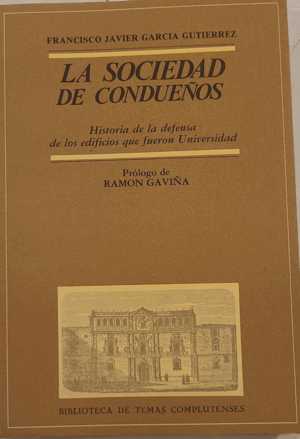 FRANCISCO JAVIER GARCIA GUTIERREZ
LA SOCIEDAD
DE CONDUEÑOS
Historia de la defensa
de los edificios que fueron Universidad
Prólogo de
RAMON GAVIÑA
BIBLIOTECA DE TEMAS COMPLUTENSES